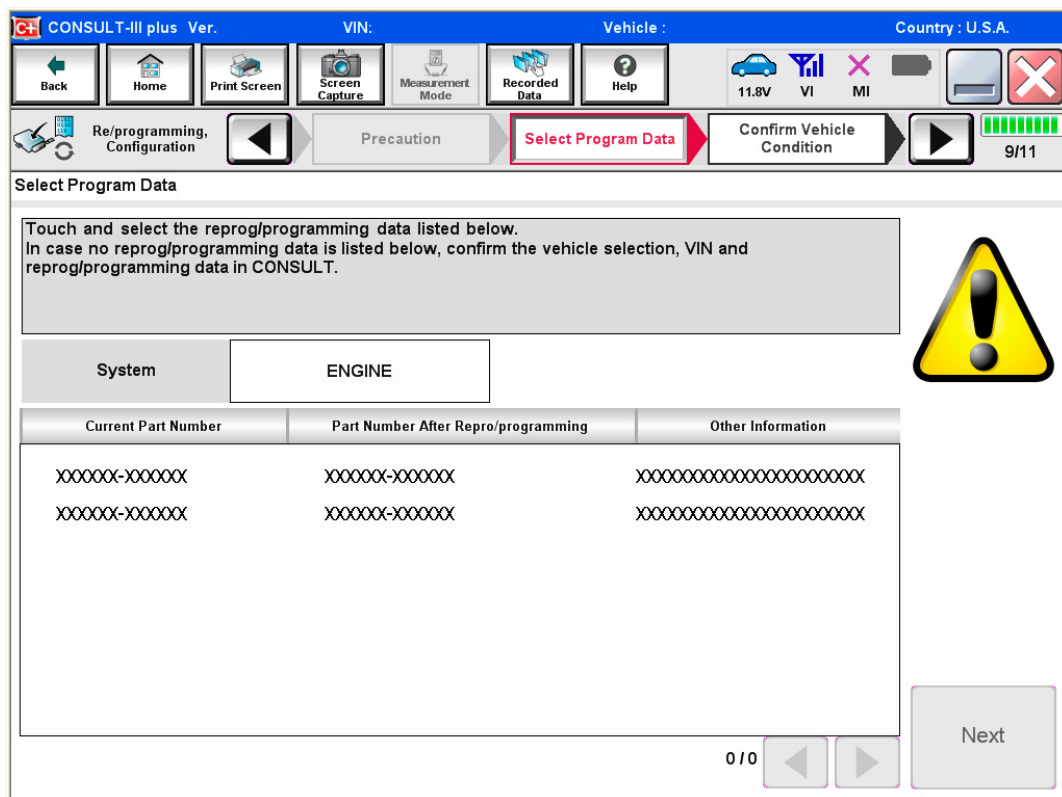 C+ CONSULT-III plus Ver. VIN: Vehicle : Country : U.S.A.
Back Home Print Screen Screen Capture Measurement Mode Recorded Data Help 11.8V VI MI
Re/programming, Configuration Precaution Select Program Data Confirm Vehicle Condition 9/11
Select Program Data
Touch and select the reprog/programming data listed below.
In case no reprog/programming data is listed below, confirm the vehicle selection, VIN and
reprog/programming data in CONSULT.
System ENGINE
Current Part Number Part Number After Repro/programming Other Information
XXXXXX-XXXXXX XXXXXX-XXXXXX XXXXXXXXXXXXXXXXXXXXXX
XXXXXX-XXXXXX XXXXXX-XXXXXX XXXXXXXXXXXXXXXXXXXXXX
Next
0/0